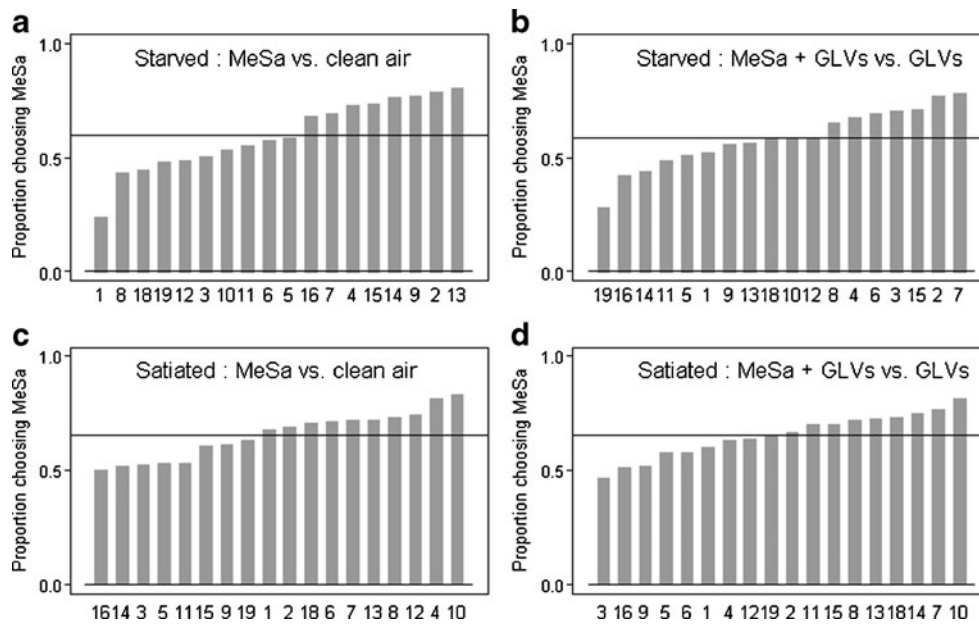 a
1.0
Starved : MeSa vs. clean air
Proportion choosing MeSa
0.5
0.0
1 8 18 19 12 3 10 11 6 5 16 7 4 15 14 9 2 13
b
1.0
Starved : MeSa + GLVs vs. GLVs
Proportion choosing MeSa
0.5
0.0
19 16 14 11 5 1 9 13 18 10 12 8 4 6 3 15 2 7
c
1.0
Satiated : MeSa vs. clean air
Proportion choosing MeSa
0.5
0.0
16 14 3 5 11 15 9 19 1 2 18 6 7 13 8 12 4 10
d
1.0
Satiated : MeSa + GLVs vs. GLVs
Proportion choosing MeSa
0.5
0.0
3 16 9 5 6 1 4 12 19 2 11 15 8 13 18 14 7 10